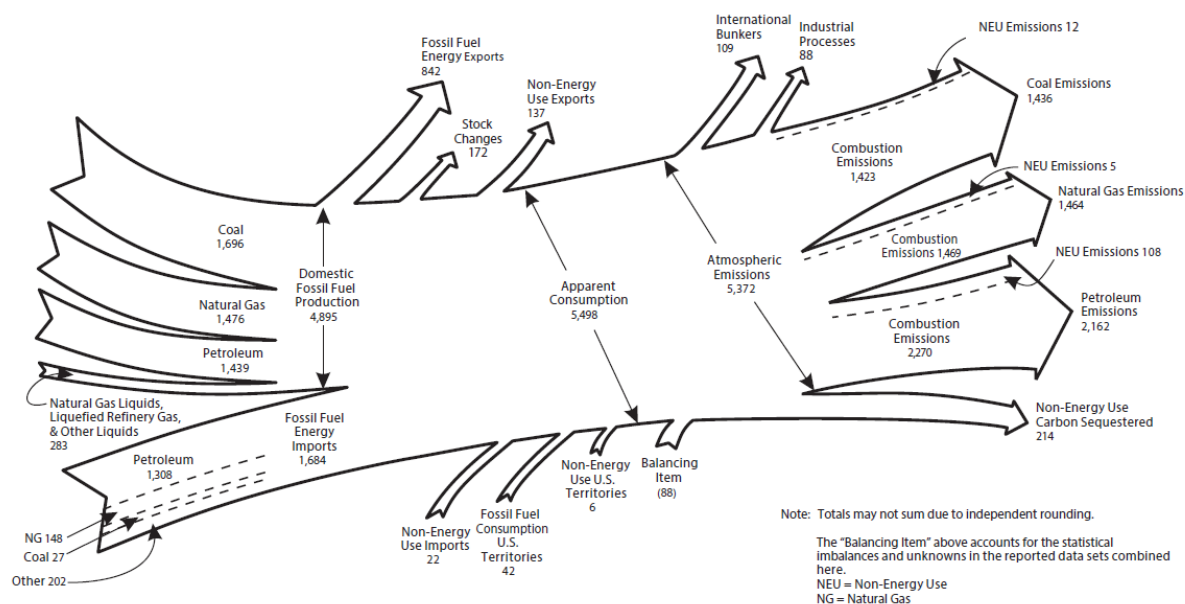 Fossil Fuel
Energy Exports
842
Stock
Changes
172
Non-Energy
Use Exports
137
International
Bunkers
109
Industrial
Processes
88
NEU Emissions 12
Coal Emissions
1,436
Combustion
Emissions
1,423
NEU Emissions 5
Natural Gas Emissions
1,464
Combustion
Emissions 1,469
NEU Emissions 108
Petroleum
Emissions
2,162
Combustion
Emissions
2,270
Coal
1,696
Natural Gas
1,476
Petroleum
1,439
Natural Gas Liquids,
Liquefied Refinery Gas,
& Other Liquids
283
Domestic
Fossil Fuel
Production
4,895
Apparent
Consumption
5,498
Atmospheric
Emissions
5,372
Fossil Fuel
Energy
Imports
1,684
Petroleum
1,308
NG 148
Coal 27
Other 202
Non-Energy
Use Imports
22
Fossil Fuel
Consumption
U.S.
Territories
42
Non-Energy
Use U.S.
Territories
6
Balancing
Item
(88)
Non-Energy Use
Carbon Sequestered
214
Note: Totals may not sum due to independent rounding.
The "Balancing Item" above accounts for the statistical
imbalances and unknowns in the reported data sets combined
here.
NEU = Non-Energy Use
NG = Natural Gas